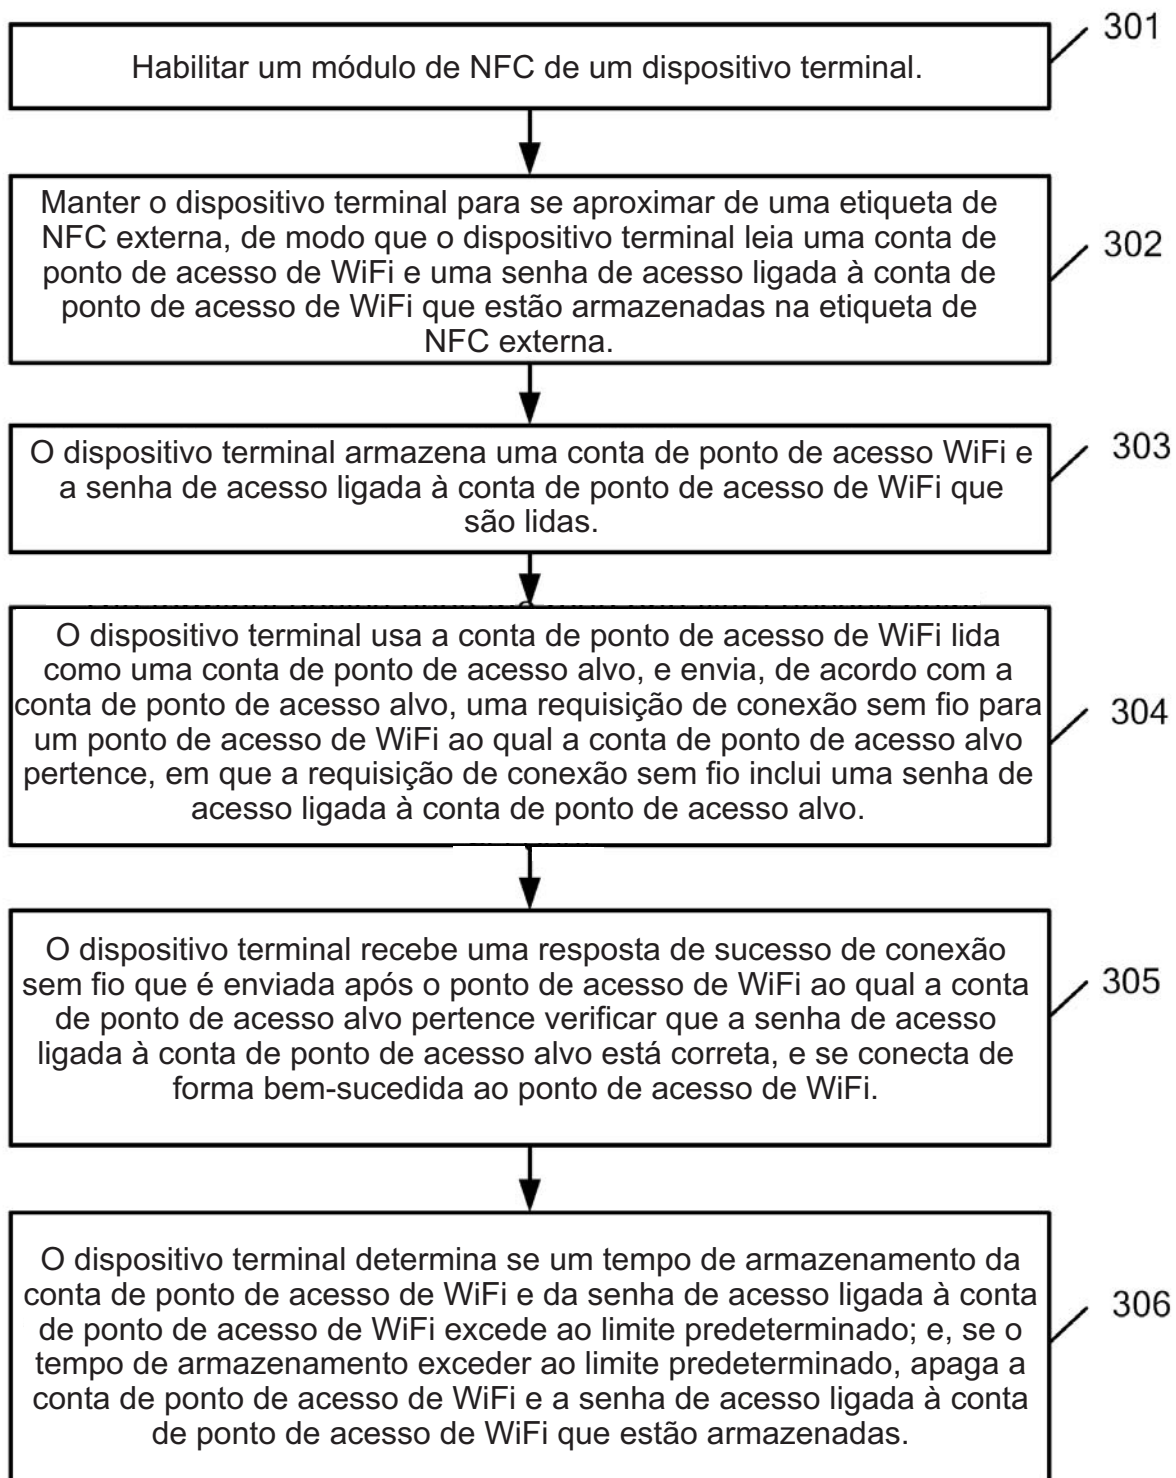 301
Habilitar um módulo de NFC de um dispositivo terminal.
Manter o dispositivo terminal para se aproximar de uma etiqueta de
NFC externa, de modo que o dispositivo terminal leia uma conta de
ponto de acesso de WiFi e uma senha de acesso ligada à conta de
ponto de acesso de WiFi que estão armazenadas na etiqueta de
NFC externa.
302
O dispositivo terminal armazena uma conta de ponto de acesso WiFi e
a senha de acesso ligada à conta de ponto de acesso de WiFi que
são lidas.
303
O dispositivo terminal usa a conta de ponto de acesso de WiFi lida
como uma conta de ponto de acesso alvo, e envia, de acordo com a
conta de ponto de acesso alvo, uma requisição de conexão sem fio para
um ponto de acesso de WiFi ao qual a conta de ponto de acesso alvo
pertence, em que a requisição de conexão sem fio inclui uma senha de
acesso ligada à conta de ponto de acesso alvo.
304
O dispositivo terminal recebe uma resposta de sucesso de conexão
sem fio que é enviada após o ponto de acesso de WiFi ao qual a conta
de ponto de acesso alvo pertence verificar que a senha de acesso
ligada à conta de ponto de acesso alvo está correta, e se conecta de
forma bem-sucedida ao ponto de acesso de WiFi.
305
O dispositivo terminal determina se um tempo de armazenamento da
conta de ponto de acesso de WiFi e da senha de acesso ligada à conta
de ponto de acesso de WiFi excede ao limite predeterminado; e, se o
tempo de armazenamento exceder ao limite predeterminado, apaga a
conta de ponto de acesso de WiFi e a senha de acesso ligada à conta
de ponto de acesso de WiFi que estão armazenadas.
306